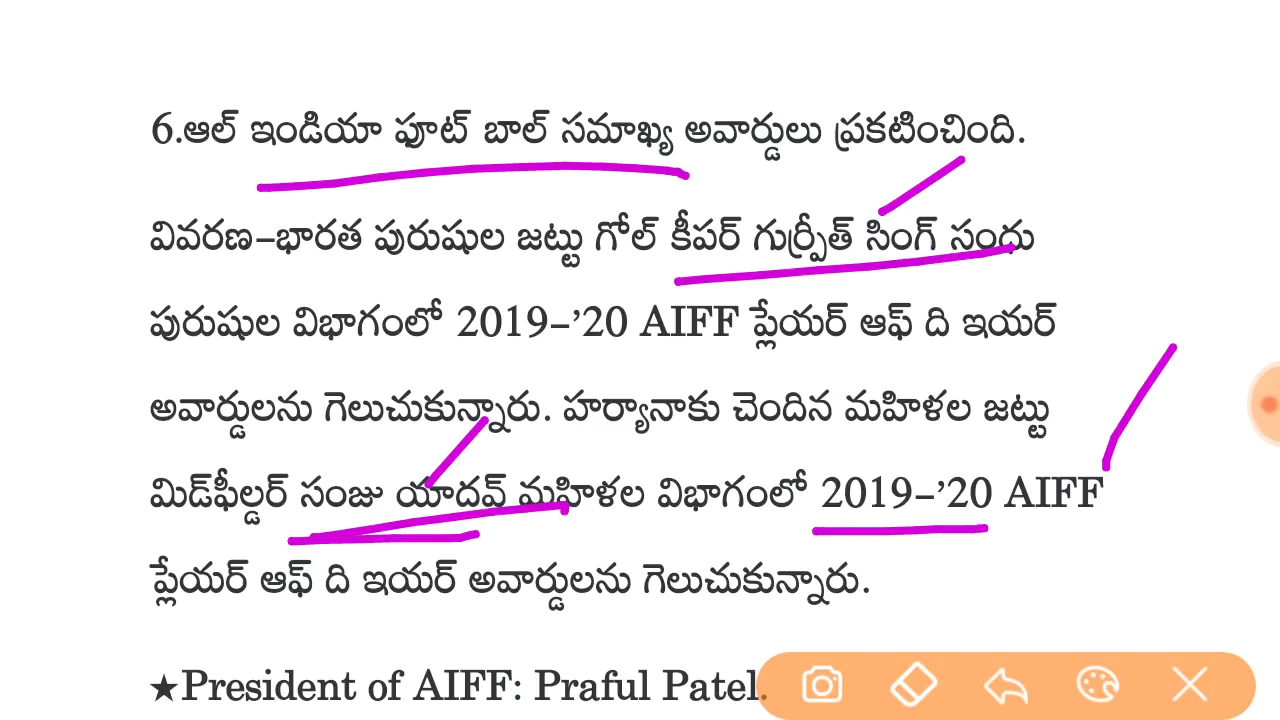 6.ఆల్ ఇండియా ఫూట్ బాల్ సమాఖ్య అవార్డులు ప్రకటించింది.
వివరణ-భారత పురుషుల జట్టు గోల్ కీపర్ గుర్ర్పీత్ సింగ్ సంధు
పురుషుల విభాగంలో 2019-’20 AIFF ప్లేయర్ ఆఫ్ ది ఇయర్
అవార్డులను గెలుచుకున్నారు. హర్యానాకు చెందిన మహిళల జట్టు
మిడ్‌ఫీల్డర్ సంజు యాదవ్ మహిళల విభాగంలో 2019-’20 AIFF
ప్లేయర్ ఆఫ్ ది ఇయర్ అవార్డులను గెలుచుకున్నారు.
★President of AIFF: Praful Patel.